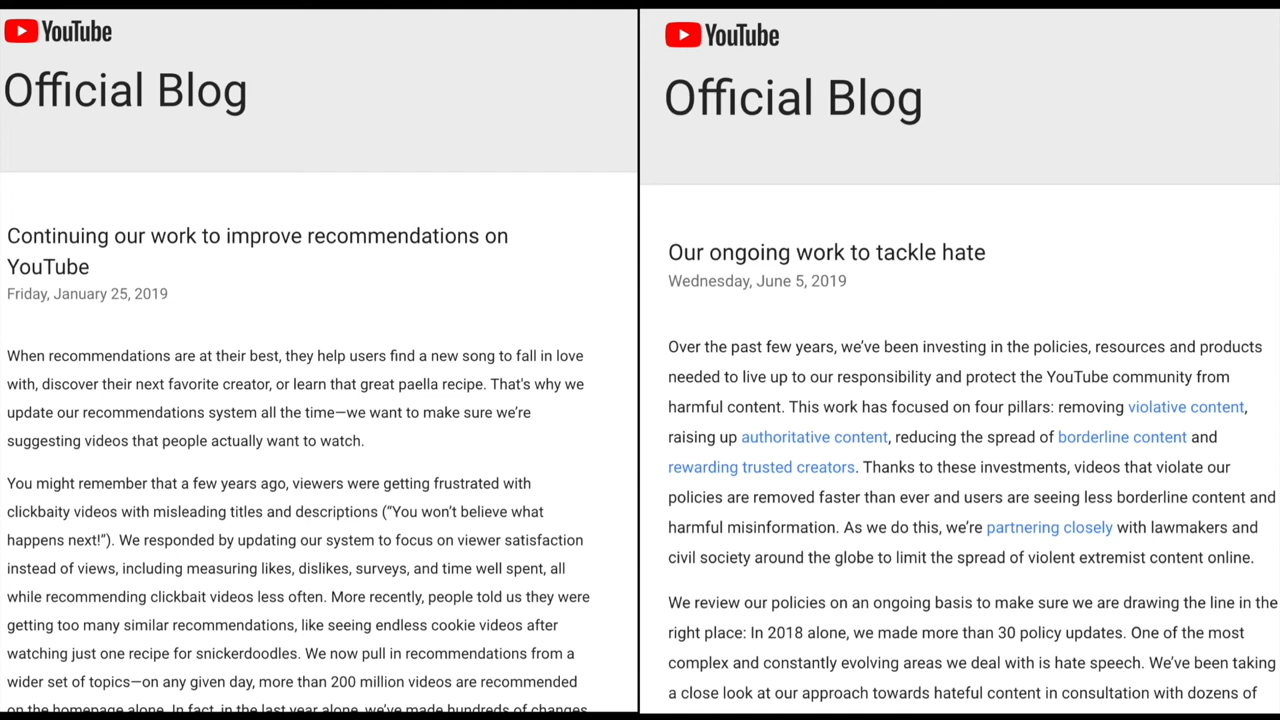 YouTube
Official Blog
Continuing our work to improve recommendations on
YouTube
Friday, January 25, 2019
When recommendations are at their best, they help users find a new song to fall in love
with, discover their next favorite creator, or learn that great paella recipe. That's why we
update our recommendations system all the time—we want to make sure we're
suggesting videos that people actually want to watch.
You might remember that a few years ago, viewers were getting frustrated with
clickbaity videos with misleading titles and descriptions (“You won’t believe what
happens next!”). We responded by updating our system to focus on viewer satisfaction
instead of views, including measuring likes, dislikes, surveys, and time well spent, all
while recommending clickbait videos less often. More recently, people told us they were
getting too many similar recommendations, like seeing endless cookie videos after
watching just one recipe for snickerdoodles. We now pull in recommendations from a
wider set of topics—on any given day, more than 200 million videos are recommended
on the homepage alone. In fact, in the last year alone, we’ve made hundreds of changes
YouTube
Official Blog
Our ongoing work to tackle hate
Wednesday, June 5, 2019
Over the past few years, we’ve been investing in the policies, resources and products
needed to live up to our responsibility and protect the YouTube community from
harmful content. This work has focused on four pillars: removing violative content,
raising up authoritative content, reducing the spread of borderline content and
rewarding trusted creators. Thanks to these investments, videos that violate our
policies are removed faster than ever and users are seeing less borderline content and
harmful misinformation. As we do this, we’re partnering closely with lawmakers and
civil society around the globe to limit the spread of violent extremist content online.
We review our policies on an ongoing basis to make sure we are drawing the line in the
right place: In 2018 alone, we made more than 30 policy updates. One of the most
complex and constantly evolving areas we deal with is hate speech. We’ve been taking
a close look at our approach towards hateful content in consultation with dozens of